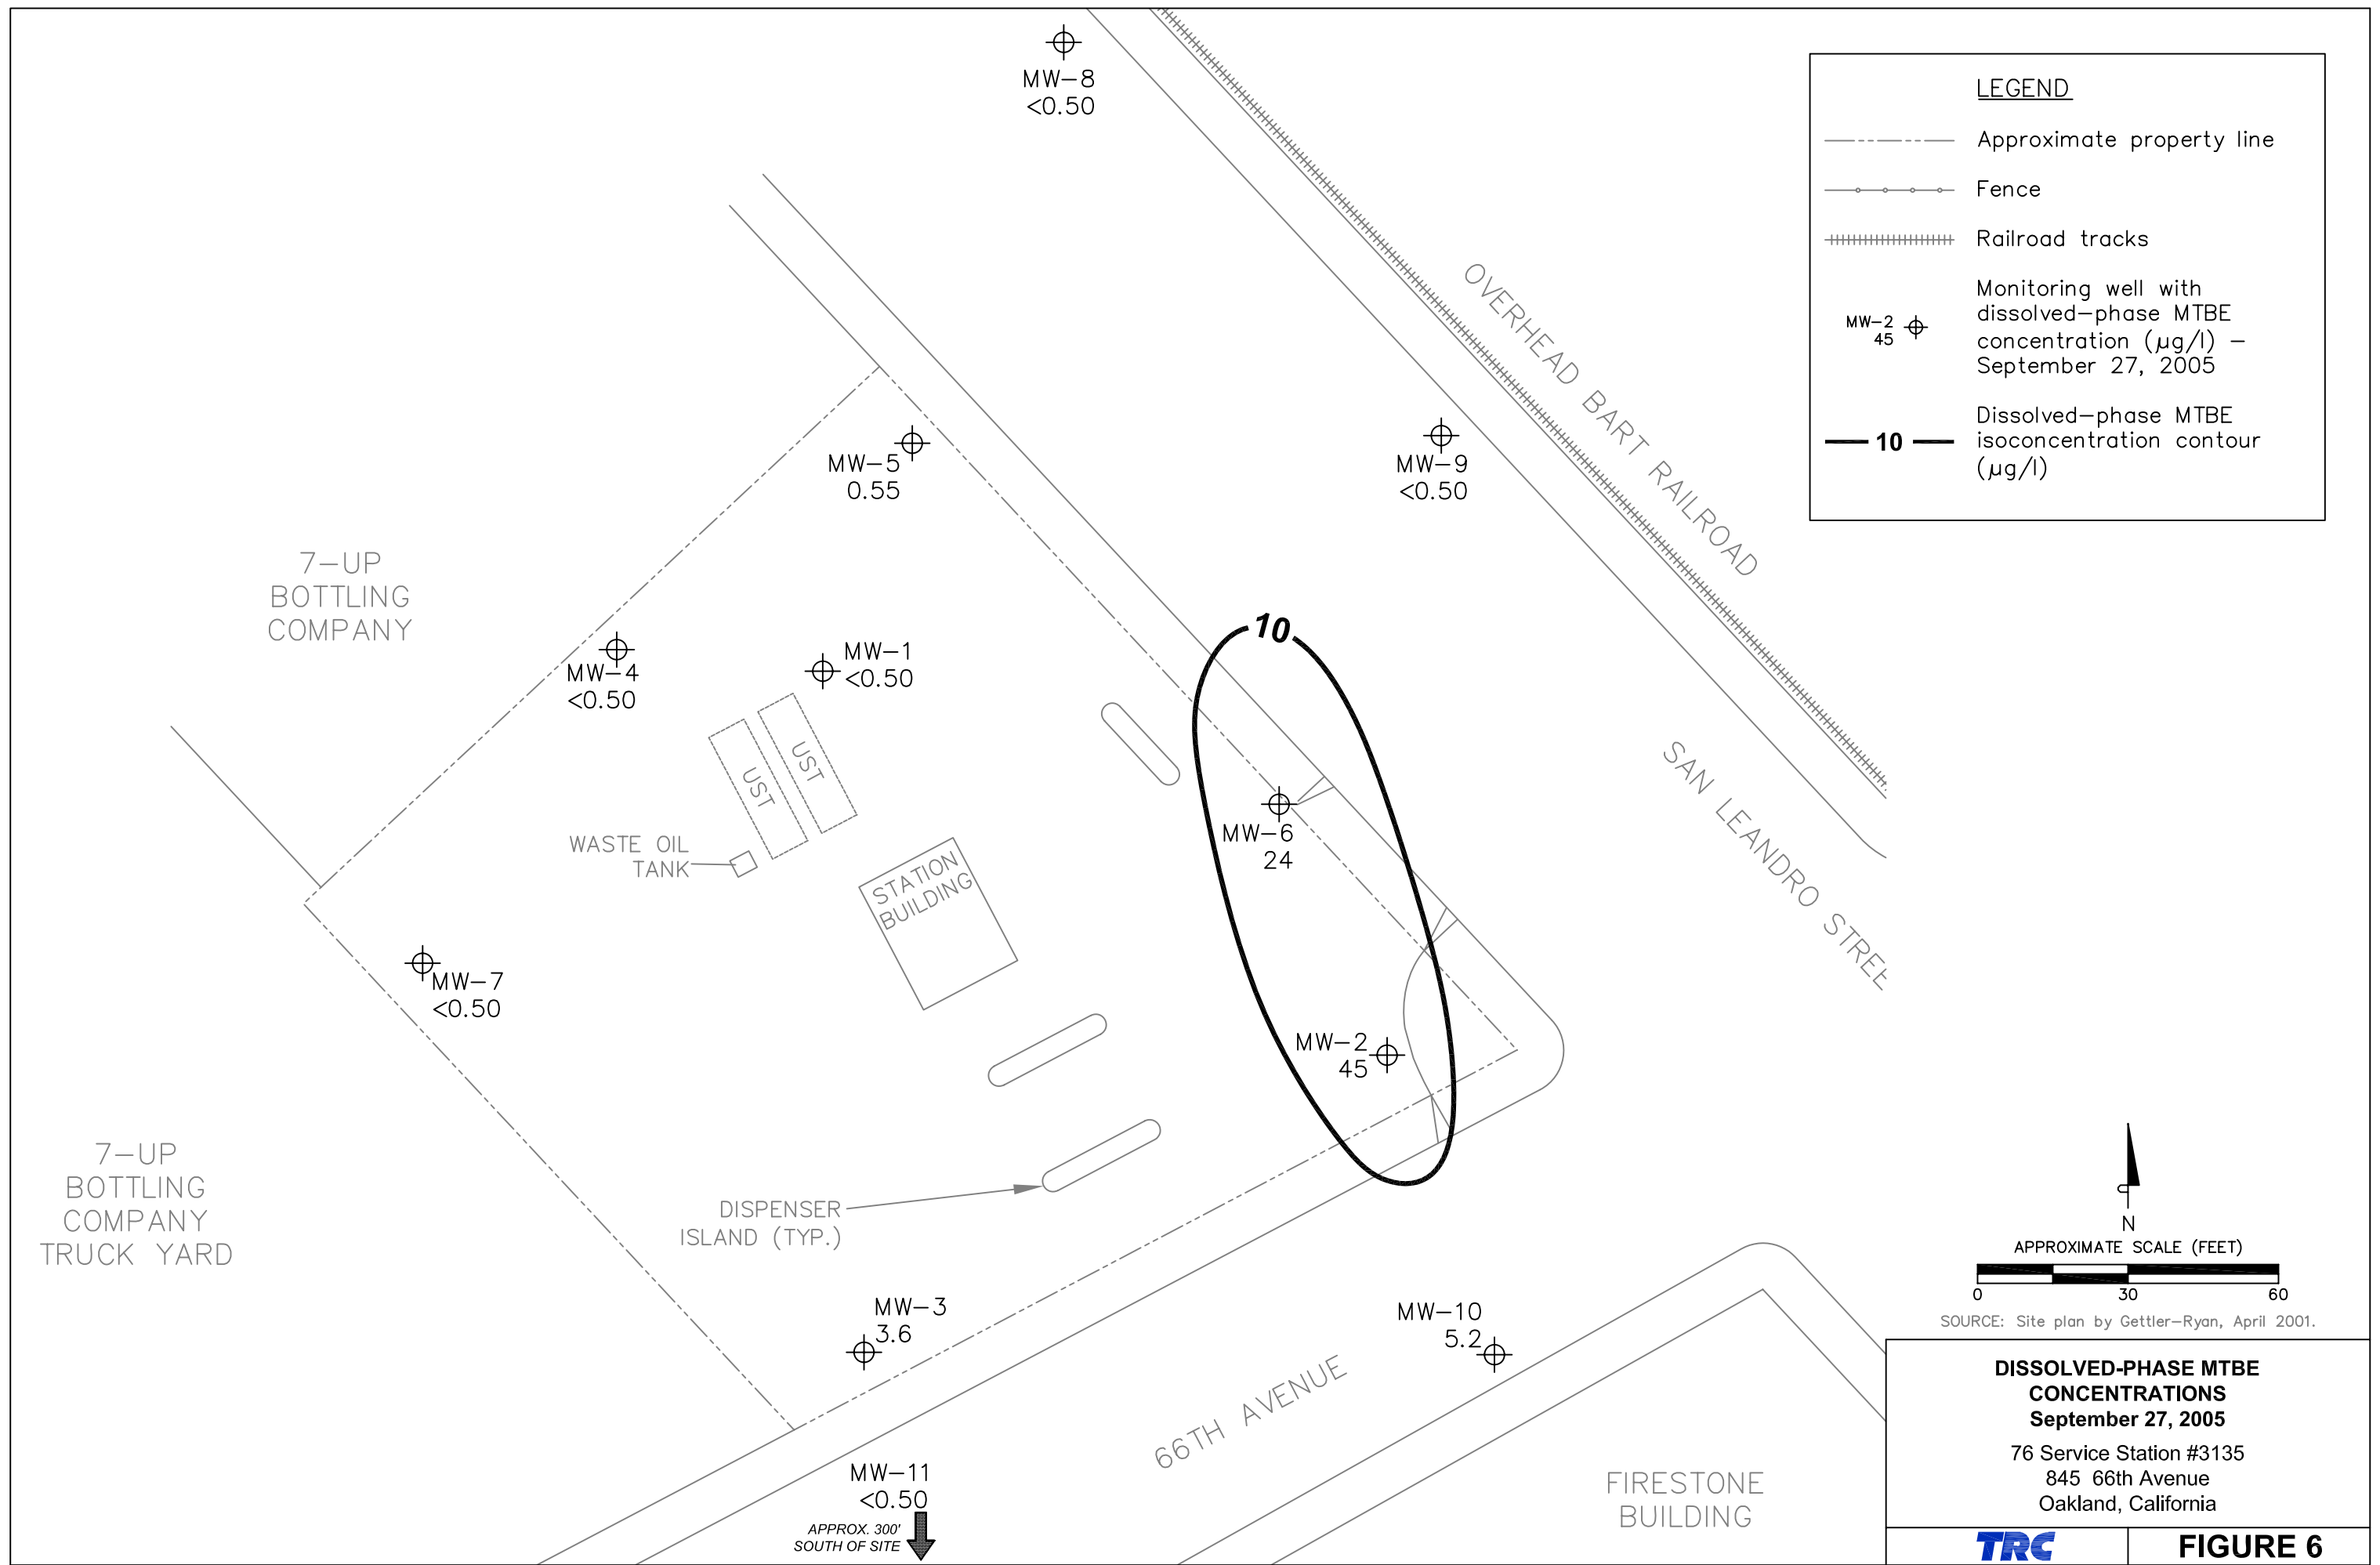 MW-8
<0.50
LEGEND
Approximate property line
Fence
Railroad tracks
MW-2
45
Monitoring well with
dissolved-phase MTBE
concentration (µg/l) –
September 27, 2005
10
Dissolved-phase MTBE
isoconcentration contour
(µg/l)
OVERHEAD BART RAILROAD
MW-5
0.55
MW-9
<0.50
7-UP
BOTTLING
COMPANY
MW-4
<0.50
MW-1
<0.50
10
UST
UST
WASTE OIL
TANK
STATION
BUILDING
MW-6
24
SAN LEANDRO STREE
MW-7
<0.50
MW-2
45
7-UP
BOTTLING
COMPANY
TRUCK YARD
DISPENSER
ISLAND (TYP.)
MW-3
3.6
MW-10
5.2
66TH AVENUE
MW-11
<0.50
APPROX. 300'
SOUTH OF SITE
FIRESTONE
BUILDING
N
APPROXIMATE SCALE (FEET)
0 30 60
SOURCE: Site plan by Gettler-Ryan, April 2001.
DISSOLVED-PHASE MTBE
CONCENTRATIONS
September 27, 2005
76 Service Station #3135
845 66th Avenue
Oakland, California
TRC
FIGURE 6